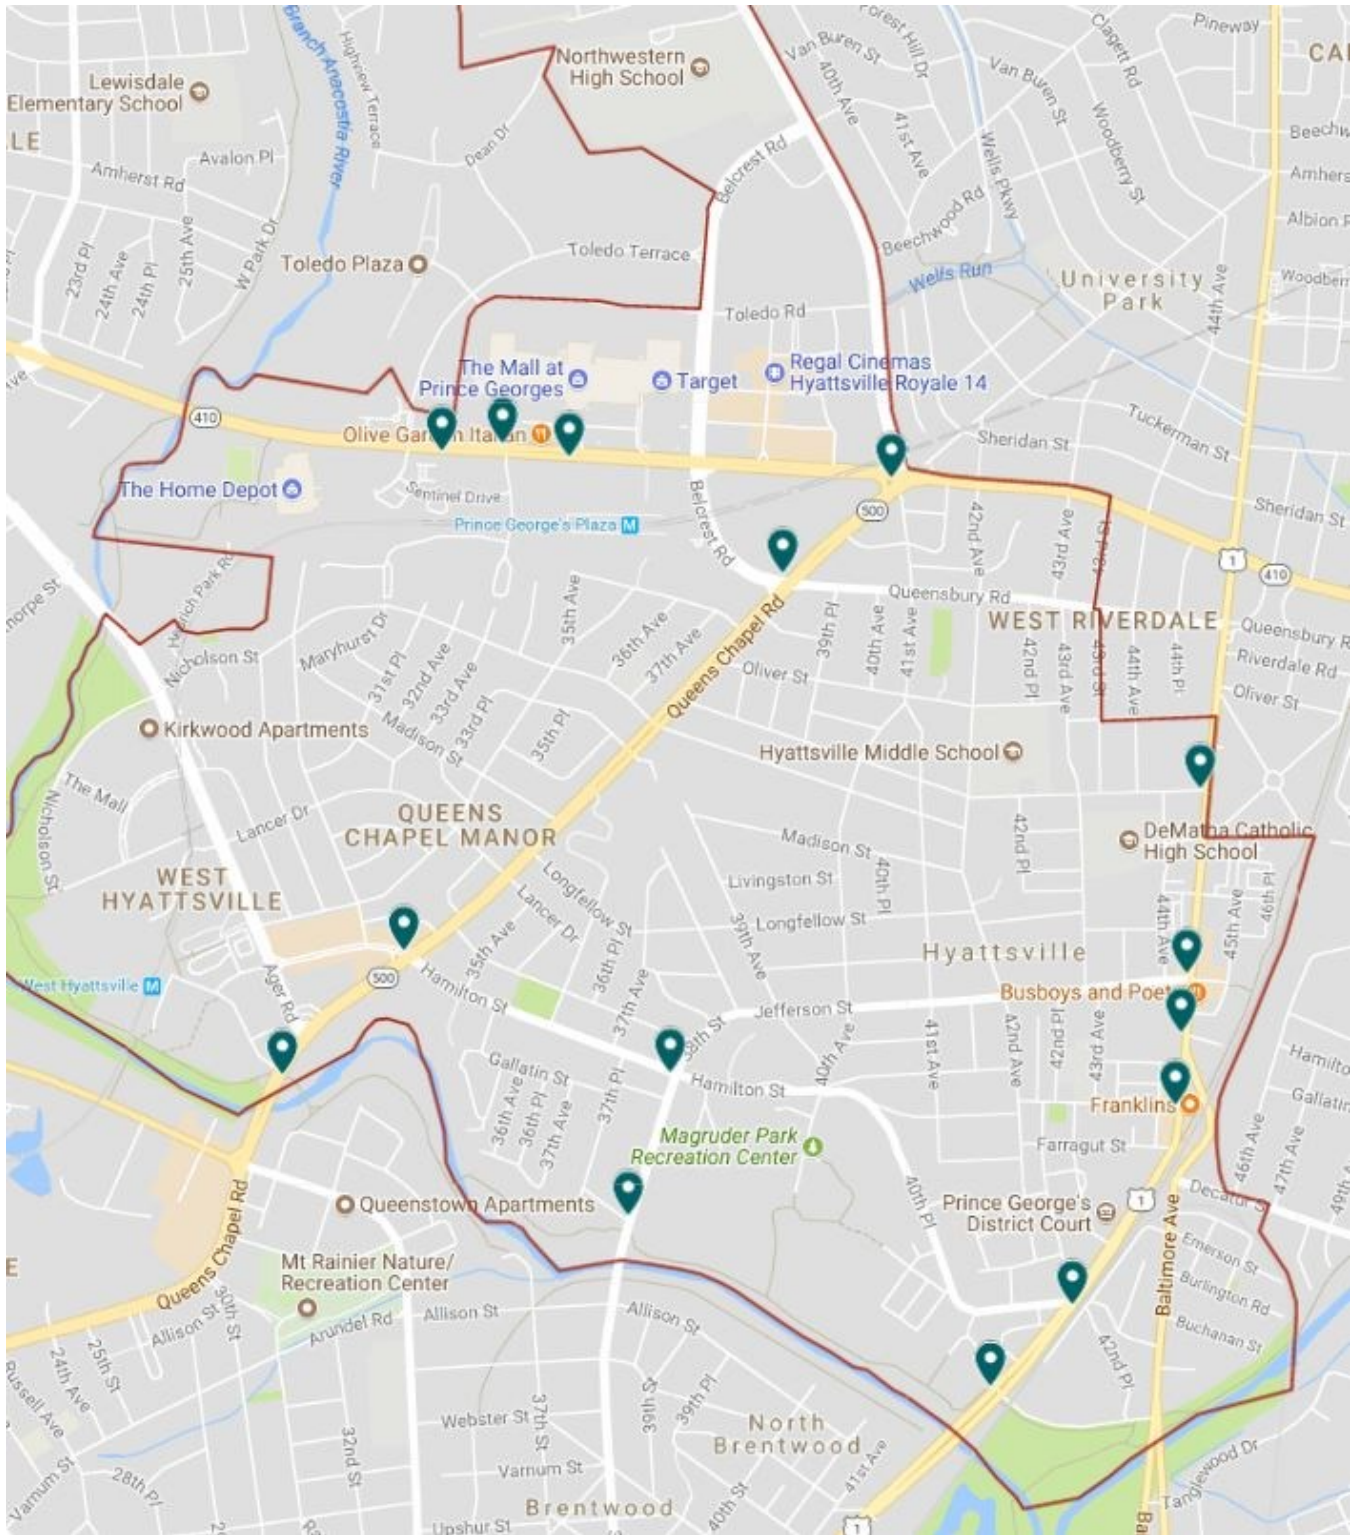 Branch Anacostia River
Highview Terrace
Northwestern
High School
Van Buren St
Forest Hill Dr
40th Ave
41st Ave
Wells Pkwy
Van Buren St
Clagett Rd
Woodberry St
Pineway
CA
Lewisdale
Elementary School
LE
Avalon Pl
Amherst Rd
Dean Dr
Belcrest Rd
Beechwood Rd
Beechw
Amhers
Albion
Woodber
23rd Pl
24th Ave
24th Pl
25th Ave
W Park Dr
Toledo Plaza
Toledo Terrace
Wells Run
University
Park
44th Ave
Toledo Rd
The Mall at
Prince Georges
Target
Regal Cinemas
Hyattsville Royale 14
410
Olive Garden Italian
Tuckerman St
Sheridan St
The Home Depot
Sentinel Drive
Prince George's Plaza M
Belcrest Rd
500
42nd Ave
43rd Ave
43rd St
Sheridan St
1
410
Heurich Park Rd
Nicholson St
Maryhurst Dr
31st Pl
32nd Ave
33rd Ave
33rd Pl
35th Ave
36th Ave
37th Ave
Queens Chapel Rd
Queensbury Rd
WEST RIVERDALE
Queensbury R
Riverdale Rd
Oliver St
39th Pl
40th Ave
41st Ave
42nd Pl
43rd Ave
43rd St
44th Ave
44th Pl
Oliver St
Kirkwood Apartments
Madison St
35th Pl
Hyattsville Middle School
The Mall
Nicholson St
Lancer Dr
QUEENS
CHAPEL MANOR
WEST
HYATTSVILLE
Longfellow St
Lancer Dr
35th Ave
Madison St
Livingston St
Longfellow St
39th Ave
40th Pl
42nd Pl
DeMatha Catholic
High School
44th Ave
45th Ave
46th Pl
Hyattsville
West Hyattsville M
Ager Rd
500
Hamilton St
36th Pl
37th Ave
Busboys and Poet
Jefferson St
38th St
40th Ave
41st Ave
42nd Ave
42nd Pl
43rd Ave
Gallatin St
36th Ave
36th Pl
37th Ave
37th Pl
Hamilton St
Franklins
Hamilto
Gallatin
Magruder Park
Recreation Center
Farragut St
46th Ave
47th Ave
49th A
Queens Chapel Rd
Queenstown Apartments
40th Pl
Prince George's
District Court
1
Decatur S
Baltimore Ave
E
Mt Rainier Nature/
Recreation Center
Emerson St
Burlington Rd
Buchanan St
Allison St
30th St
Arundel Rd
Allison St
Allison St
42nd Pl
Russell Ave
24th Ave
25th St
Varnum St
28th Pl
32nd St
Webster St
37th St
Varnum St
39th St
39th Pl
North
Brentwood
41st Ave
Tanglewood Dr
Brentwood
Upshur St
40th St
1
Ba